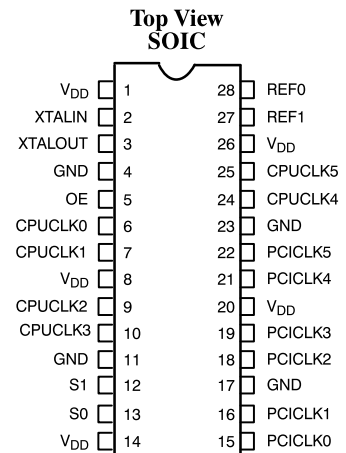 Top View
SOIC
VDD 1 28 REF0
XTALIN 2 27 REF1
XTALOUT 3 26 VDD
GND 4 25 CPUCLK5
OE 5 24 CPUCLK4
CPUCLK0 6 23 GND
CPUCLK1 7 22 PCICLK5
VDD 8 21 PCICLK4
CPUCLK2 9 20 VDD
CPUCLK3 10 19 PCICLK3
GND 11 18 PCICLK2
S1 12 17 GND
S0 13 16 PCICLK1
VDD 14 15 PCICLK0